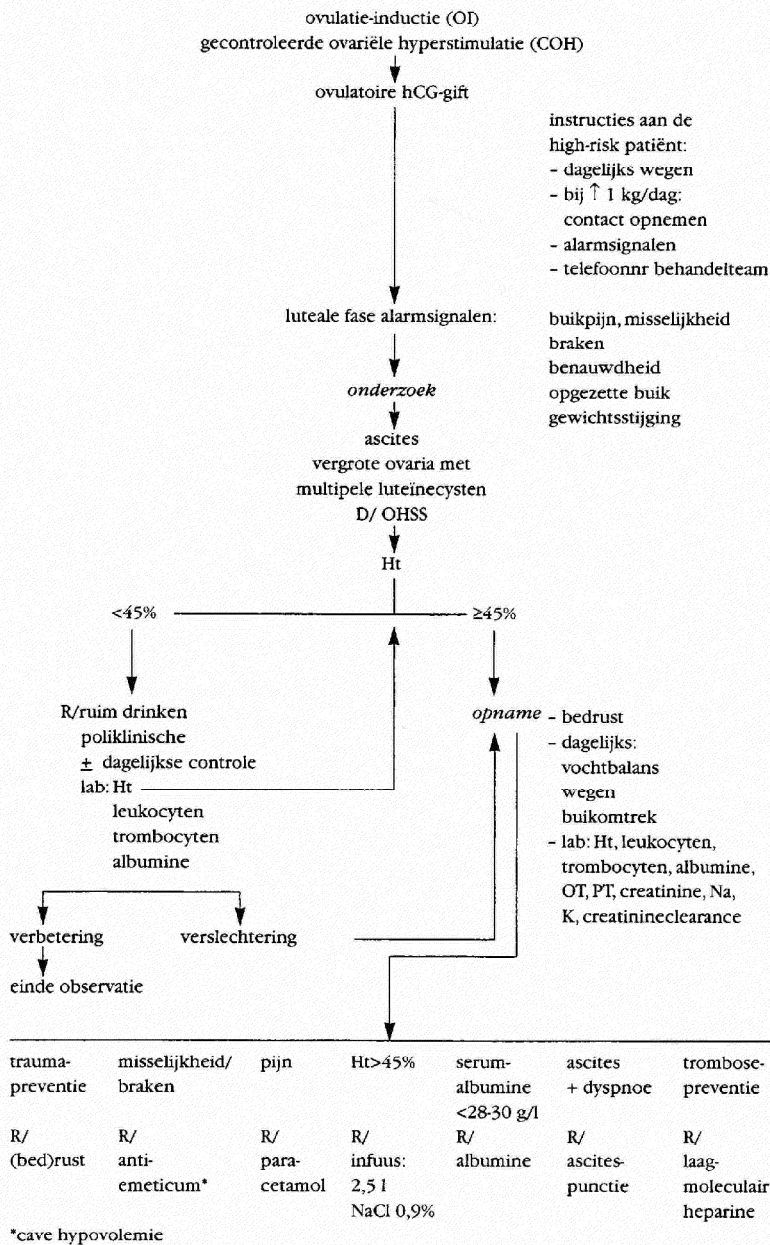 ovulatie-inductie (OI)
gecontroleerde ovariële hyperstimulatie (COH)
ovulatoire hCG-gift
instructies aan de
high-risk patiënt:
- dagelijks wegen
- bij ↑ 1 kg/dag:
contact opnemen
- alarmsignalen
- telefoonnr behandelteam
luteale fase alarmsignalen:
buikpijn, misselijkheid
braken
benauwdheid
opgezette buik
gewichtsstijging
onderzoek
ascites
vergrote ovaria met
multipele luteïnecysten
D/ OHSS
Ht
<45%
≥45%
R/ruim drinken
poliklinische
± dagelijkse controle
lab: Ht
leukocyten
trombocyten
albumine
opname
- bedrust
- dagelijks:
vochtbalans
wegen
buikomtrek
- lab: Ht, leukocyten,
trombocyten, albumine,
OT, PT, creatinine, Na,
K, creatinineclearance
verbetering
verslechtering
einde observatie
trauma-
preventie
misselijkheid/
braken
pijn
Ht>45%
serum-
albumine
<28-30 g/l
ascites
+ dyspnoe
trombose-
preventie
R/
(bed)rust
R/
anti-
emeticum*
R/
para-
cetamol
R/
infuus:
2,5 l
NaCl 0,9%
R/
albumine
R/
ascites-
punctie
R/
laag-
moleculair
heparine
*cave hypovolemie